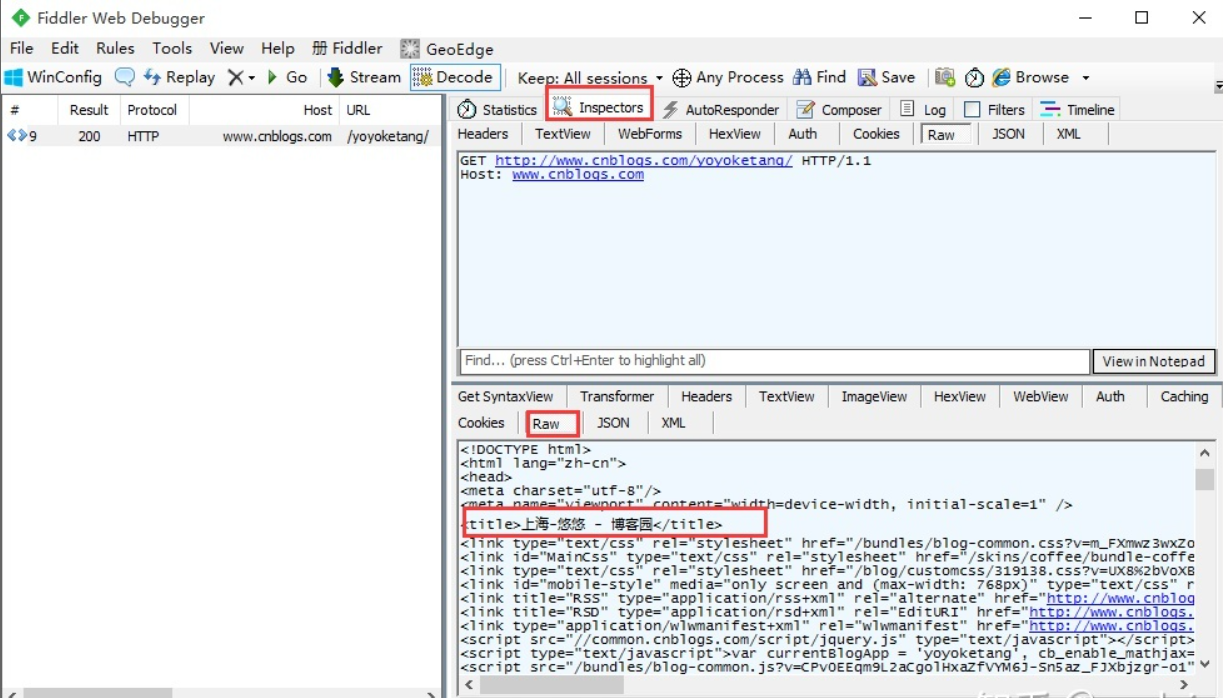 Fiddler Web Debugger
File Edit Rules Tools View Help 册 Fiddler GeoEdge
WinConfig Replay Go Stream Decode Keep: All sessions Any Process Find Save Browse
# Result Protocol Host URL
9 200 HTTP www.cnblogs.com /yoyoketang/
Statistics Inspectors AutoResponder Composer Log Filters Timeline
Headers TextView WebForms HexView Auth Cookies Raw JSON XML
GET http://www.cnblogs.com/yoyoketang/ HTTP/1.1
Host: www.cnblogs.com
Find... (press Ctrl+Enter to highlight all) View in Notepad
Get SyntaxView Transformer Headers TextView ImageView HexView WebView Auth Caching
Cookies Raw JSON XML
<!DOCTYPE html>
<html lang="zh-cn">
<head>
<meta charset="utf-8"/>
<meta name="viewport" content="width=device-width, initial-scale=1" />
<title>上海-悠悠 - 博客园</title>
<link type="text/css" rel="stylesheet" href="/bundles/blog-common.css?v=m_FXmwz3wxZo
<link id="MainCss" type="text/css" rel="stylesheet" href="/skins/coffee/bundle-coffe
<link type="text/css" rel="stylesheet" href="/blog/customcss/319138.css?v=UX8%2bVoXB
<link id="mobile-style" media="only screen and (max-width: 768px)" type="text/css" r
<link title="RSS" type="application/rss+xml" rel="alternate" href="http://www.cnblog
<link title="RSD" type="application/rsd+xml" rel="EditURI" href="http://www.cnblogs.
<link type="application/wlwmanifest+xml" rel="wlwmanifest" href="http://www.cnblogs.
<script src="//common.cnblogs.com/script/jquery.js" type="text/javascript"></script>
<script type="text/javascript">var currentBlogApp = 'yoyoketang', cb_enable_mathjax=
<script src="/bundles/blog-common.js?v=CPvOEEqm9L2aCgolHxaZfVYM6J-Sn5az_FJXbjzgr-o1"